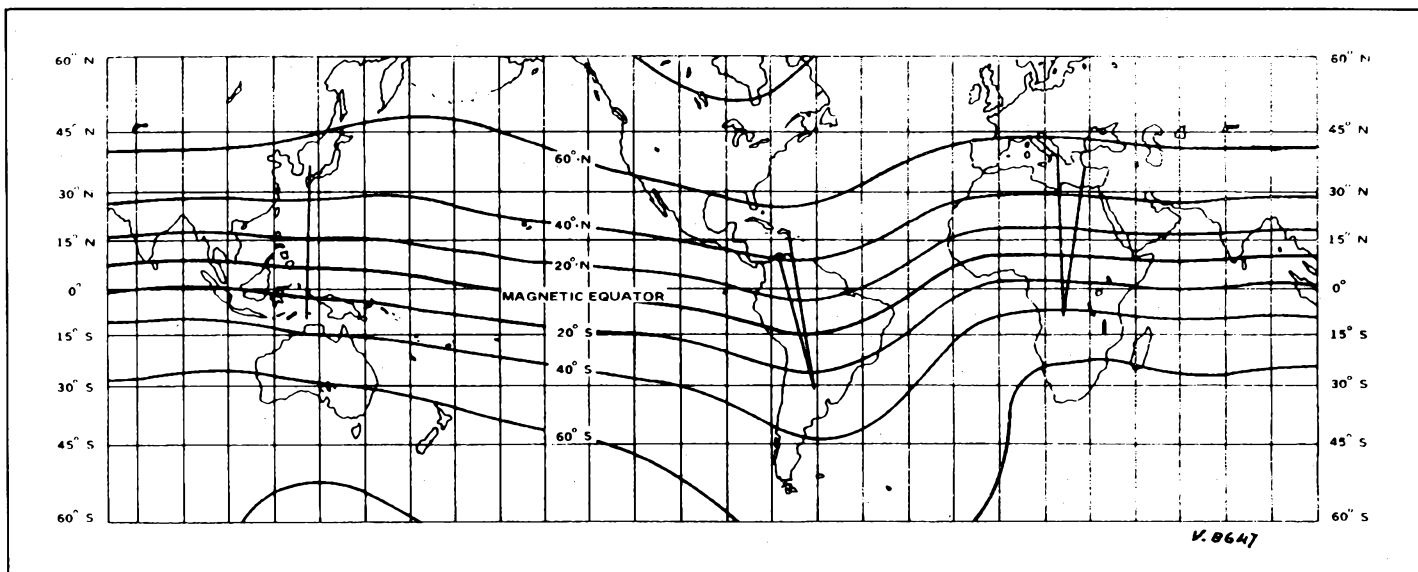 60° N 60° N
45° N 60° N 45° N
30° N 40° N 30° N
15° N 20° N 15° N
0° MAGNETIC EQUATOR 0°
15° S 20° S 15° S
30° S 40° S 30° S
45° S 60° S 45° S
60° S 60° S
V.8647